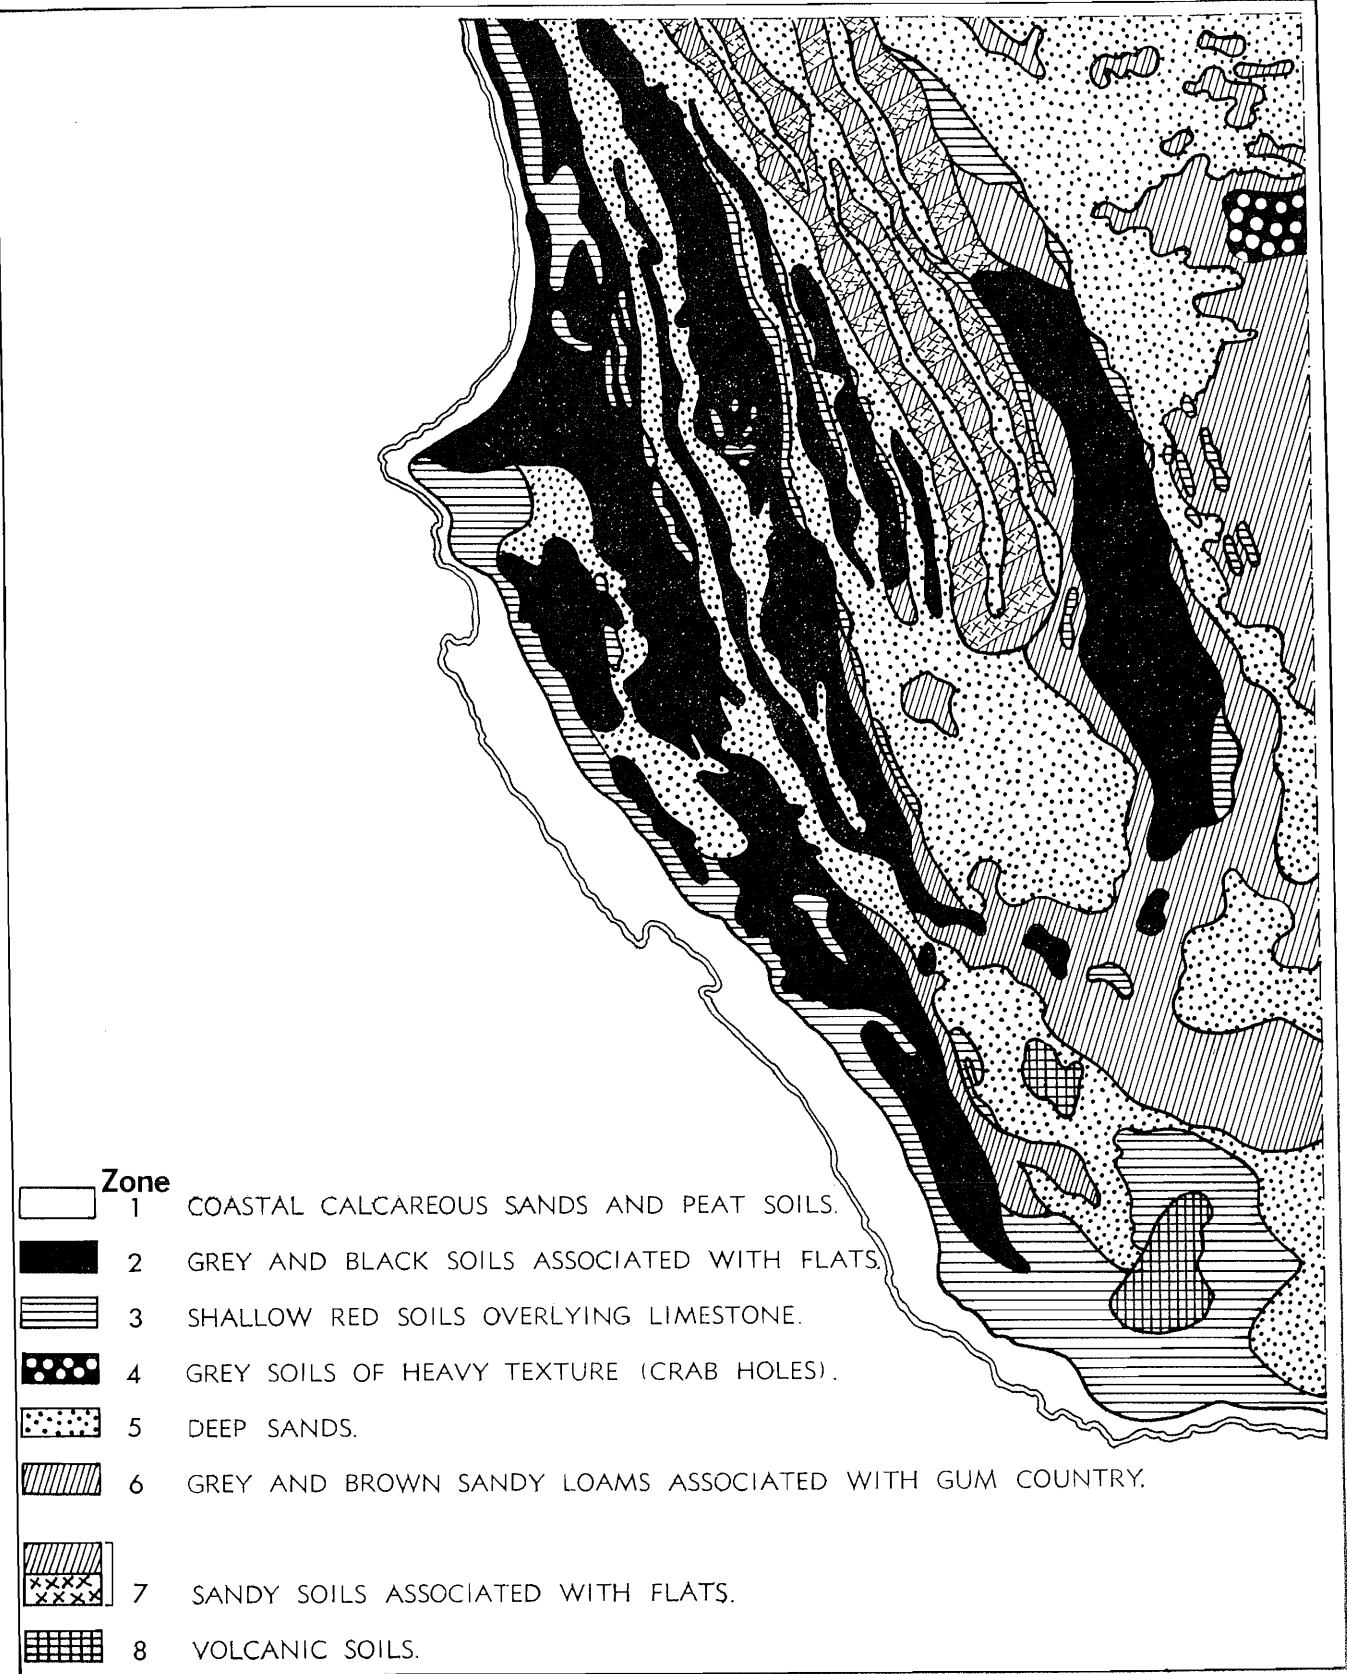 Zone
1 COASTAL CALCAREOUS SANDS AND PEAT SOILS.
2 GREY AND BLACK SOILS ASSOCIATED WITH FLATS.
3 SHALLOW RED SOILS OVERLYING LIMESTONE.
4 GREY SOILS OF HEAVY TEXTURE (CRAB HOLES).
5 DEEP SANDS.
6 GREY AND BROWN SANDY LOAMS ASSOCIATED WITH GUM COUNTRY.
7 SANDY SOILS ASSOCIATED WITH FLATS.
8 VOLCANIC SOILS.